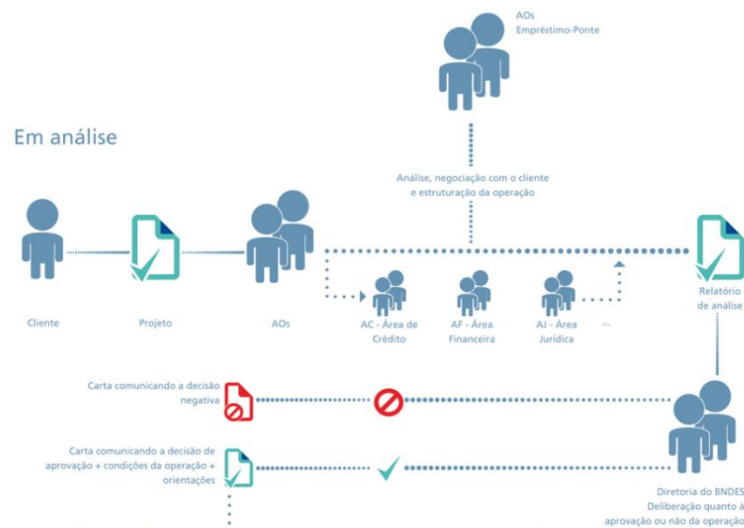 AOs
Empréstimo-Ponte
Em análise
Análise, negociação com o cliente
e estruturação da operação
Cliente
Projeto
AOs
AC - Área de
Crédito
AF - Área
Financeira
AJ - Área
Jurídica
...
Relatório
de análise
Carta comunicando a decisão
negativa
Carta comunicando a decisão de
aprovação + condições da operação +
orientações
Diretoria do BNDES
Deliberação quanto à
aprovação ou não da operação